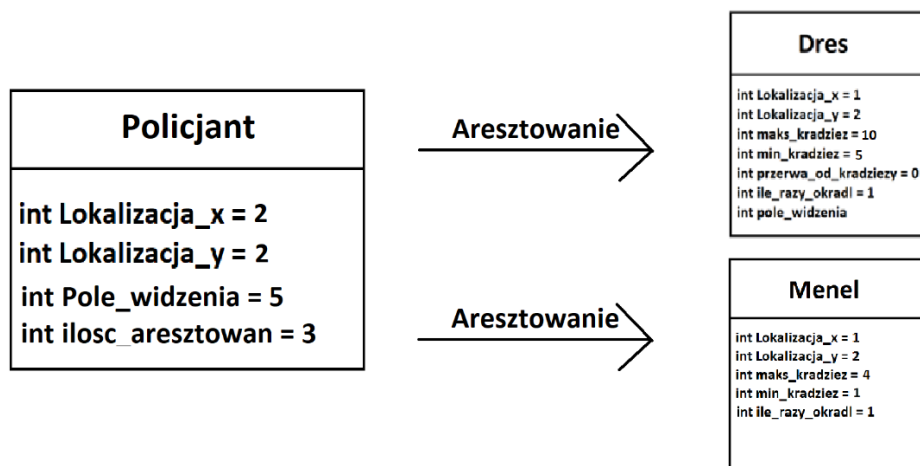 Policjant
int Lokalizacja_x = 2
int Lokalizacja_y = 2
int Pole_widzenia = 5
int ilosc_aresztowan = 3
Aresztowanie
Aresztowanie
Dres
int Lokalizacja_x = 1
int Lokalizacja_y = 2
int maks_kradziez = 10
int min_kradziez = 5
int przerwa_od_kradziezy = 0
int ile_razy_okradl = 1
int pole_widzenia
Menel
int Lokalizacja_x = 1
int Lokalizacja_y = 2
int maks_kradziez = 4
int min_kradziez = 1
int ile_razy_okradl = 1